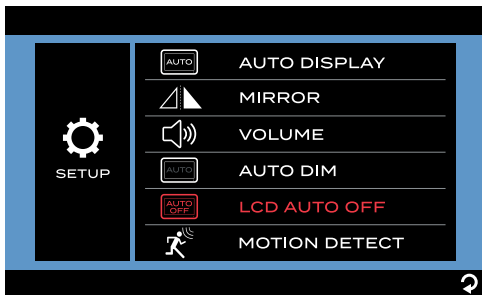 AUTO
AUTO DISPLAY
MIRROR
VOLUME
SETUP
AUTO
AUTO DIM
AUTO
OFF
LCD AUTO OFF
MOTION DETECT